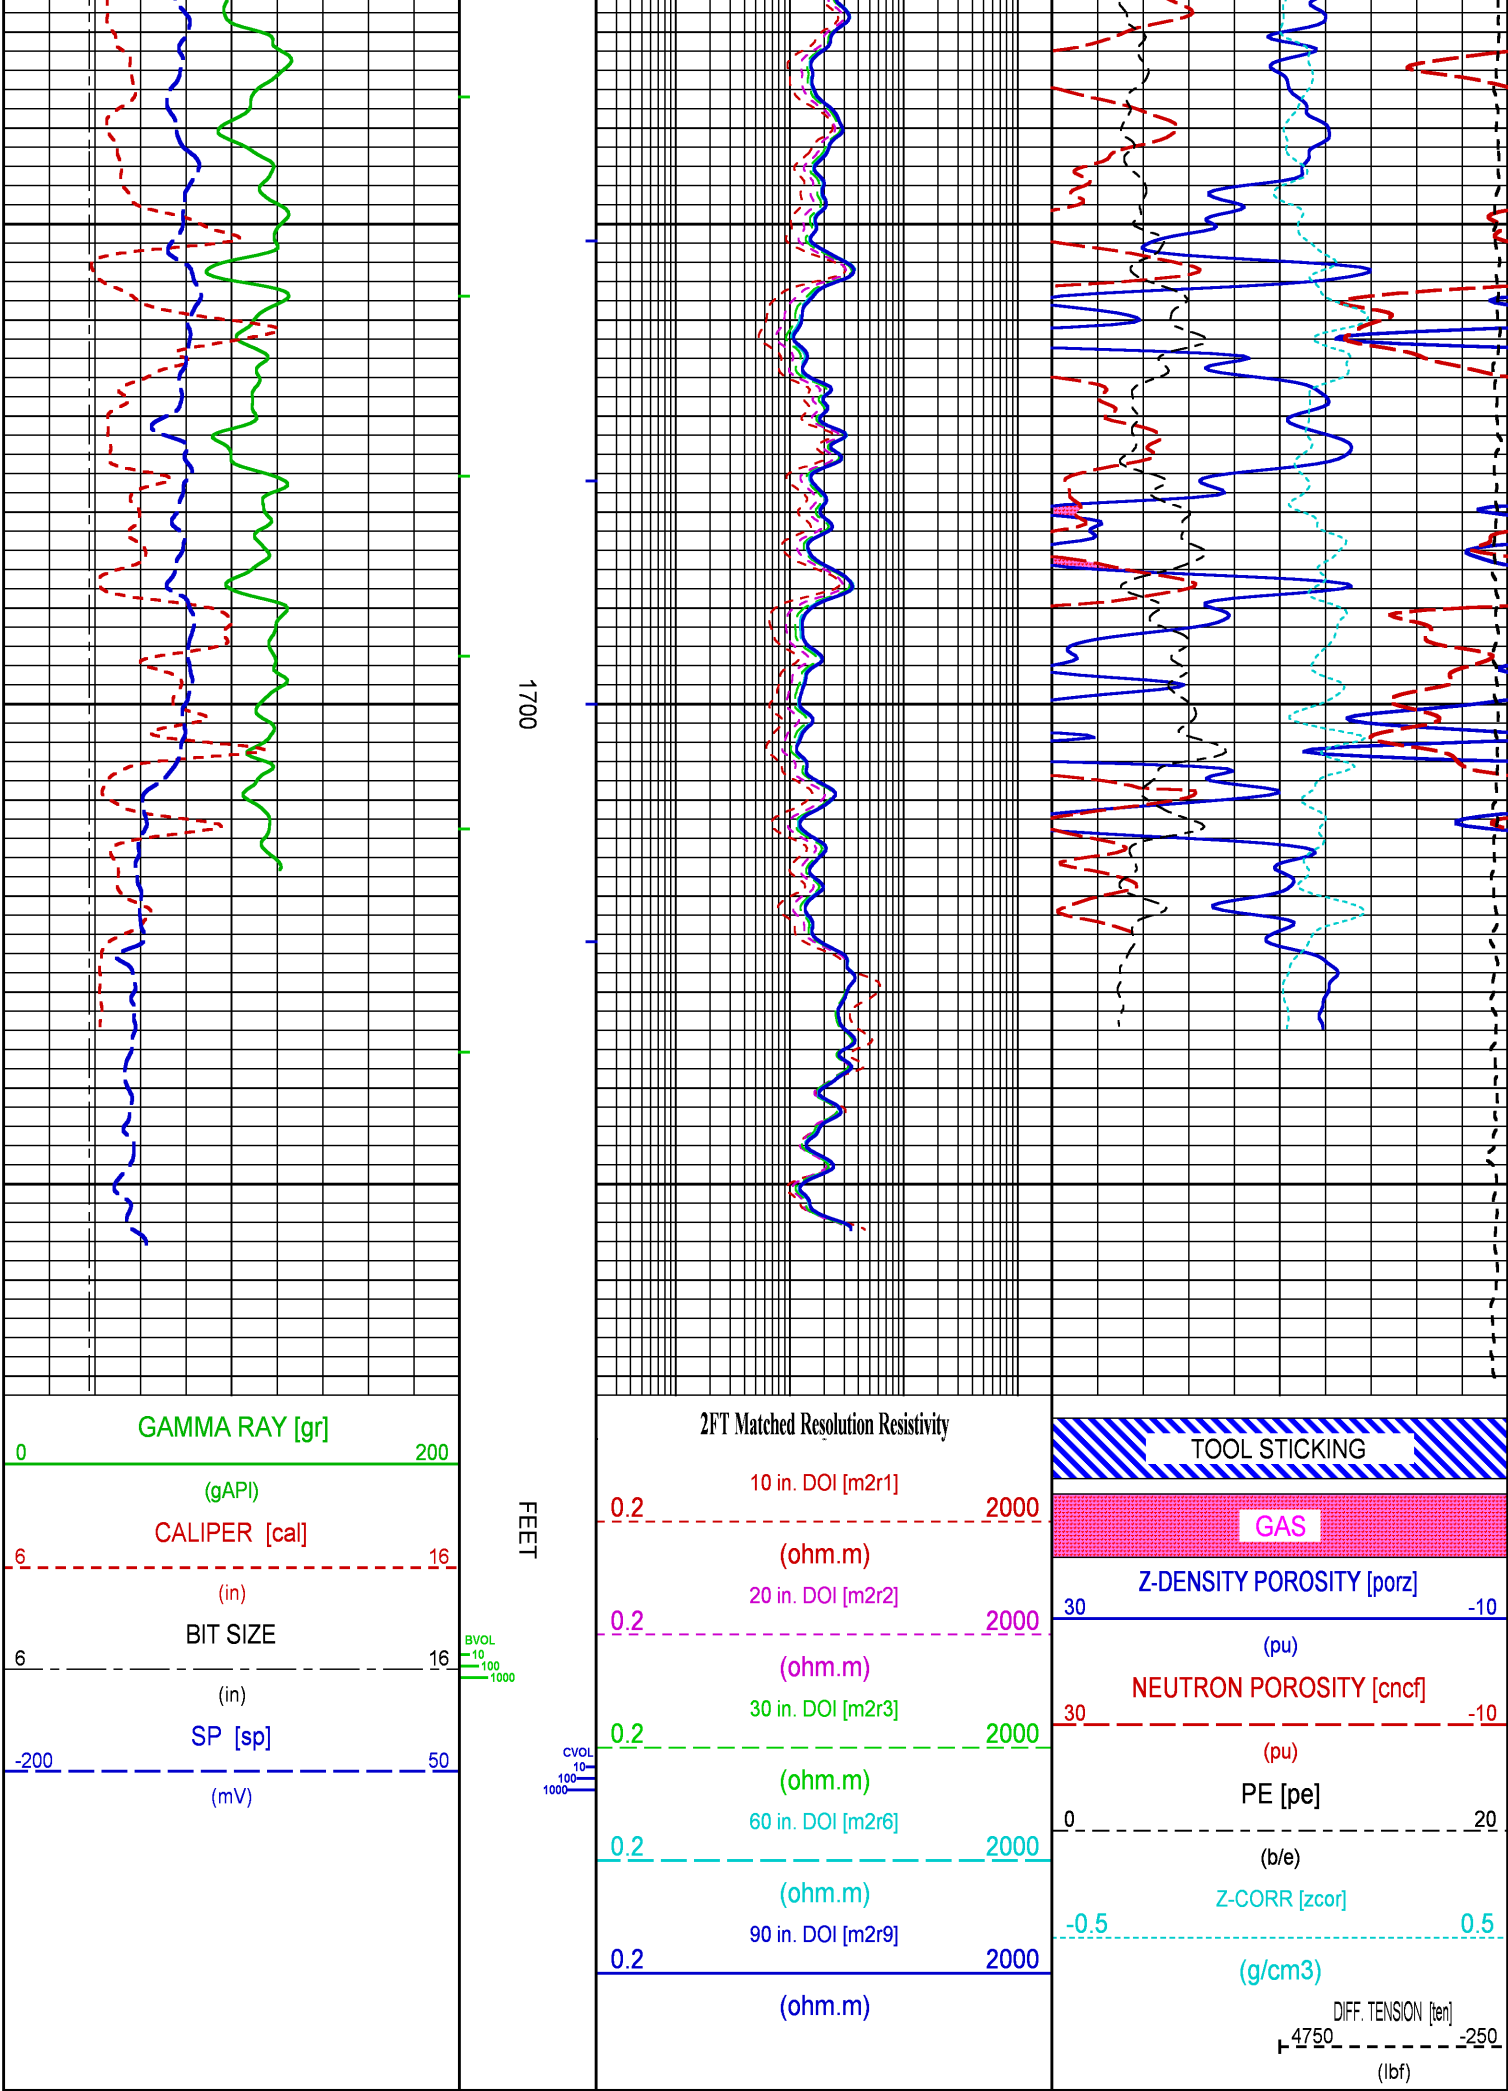 1700
FEET
GAMMA RAY [gr]
0 200
(gAPI)
CALIPER [cal]
6 16
(in)
BIT SIZE
6 16
(in)
SP [sp]
-200 50
(mV)
BVOL
10
100
1000
CVOL
10
100
1000
2FT Matched Resolution Resistivity
10 in. DOI [m2r1]
0.2 2000
(ohm.m)
20 in. DOI [m2r2]
0.2 2000
(ohm.m)
30 in. DOI [m2r3]
0.2 2000
(ohm.m)
60 in. DOI [m2r6]
0.2 2000
(ohm.m)
90 in. DOI [m2r9]
0.2 2000
(ohm.m)
TOOL STICKING
GAS
Z-DENSITY POROSITY [porz]
30 -10
(pu)
NEUTRON POROSITY [cncf]
30 -10
(pu)
PE [pe]
0 20
(b/e)
Z-CORR [zcor]
-0.5 0.5
(g/cm3)
DIFF. TENSION [ten]
4750 -250
(lbf)